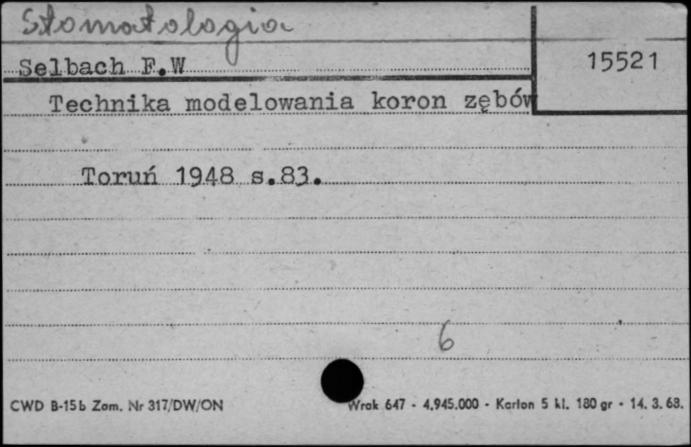 Stomatologia
Selbach F.W
15521
Technika modelowania koron zębów
Toruń 1948 s.83.
6
CWD B-15b Zam. Nr 317/DW/ON
Wrak 647 - 4.945.000 - Karton 5 kl. 180 gr - 14. 3. 63.